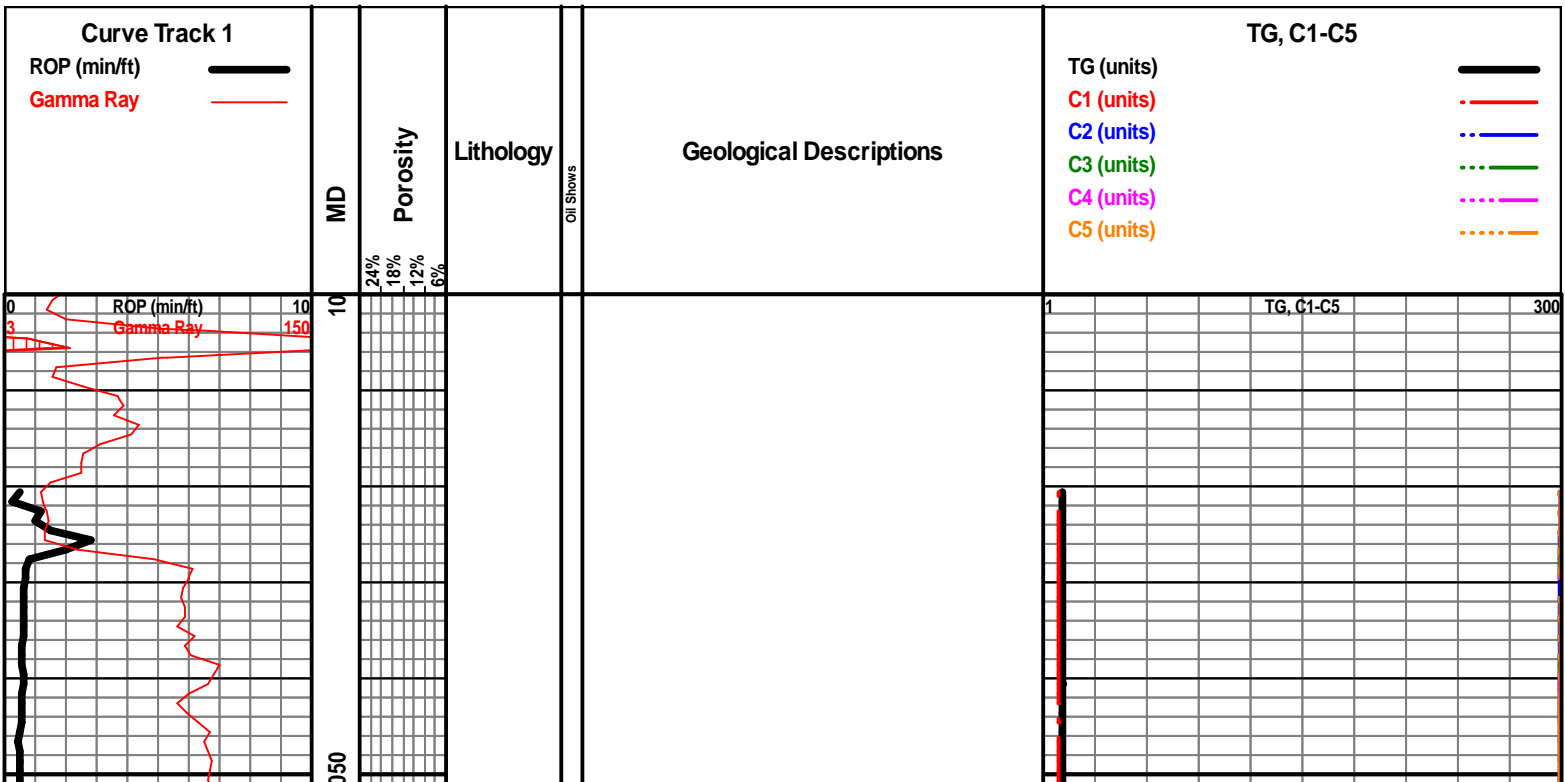 Curve Track 1
ROP (min/ft)
Gamma Ray
MD
Porosity
24%
18%
12%
6%
Lithology
Oil Shows
Geological Descriptions
TG, C1-C5
TG (units)
C1 (units)
C2 (units)
C3 (units)
C4 (units)
C5 (units)
0 ROP (min/ft) 10
3 Gamma Ray 150
10
1 TG, C1-C5 300
050